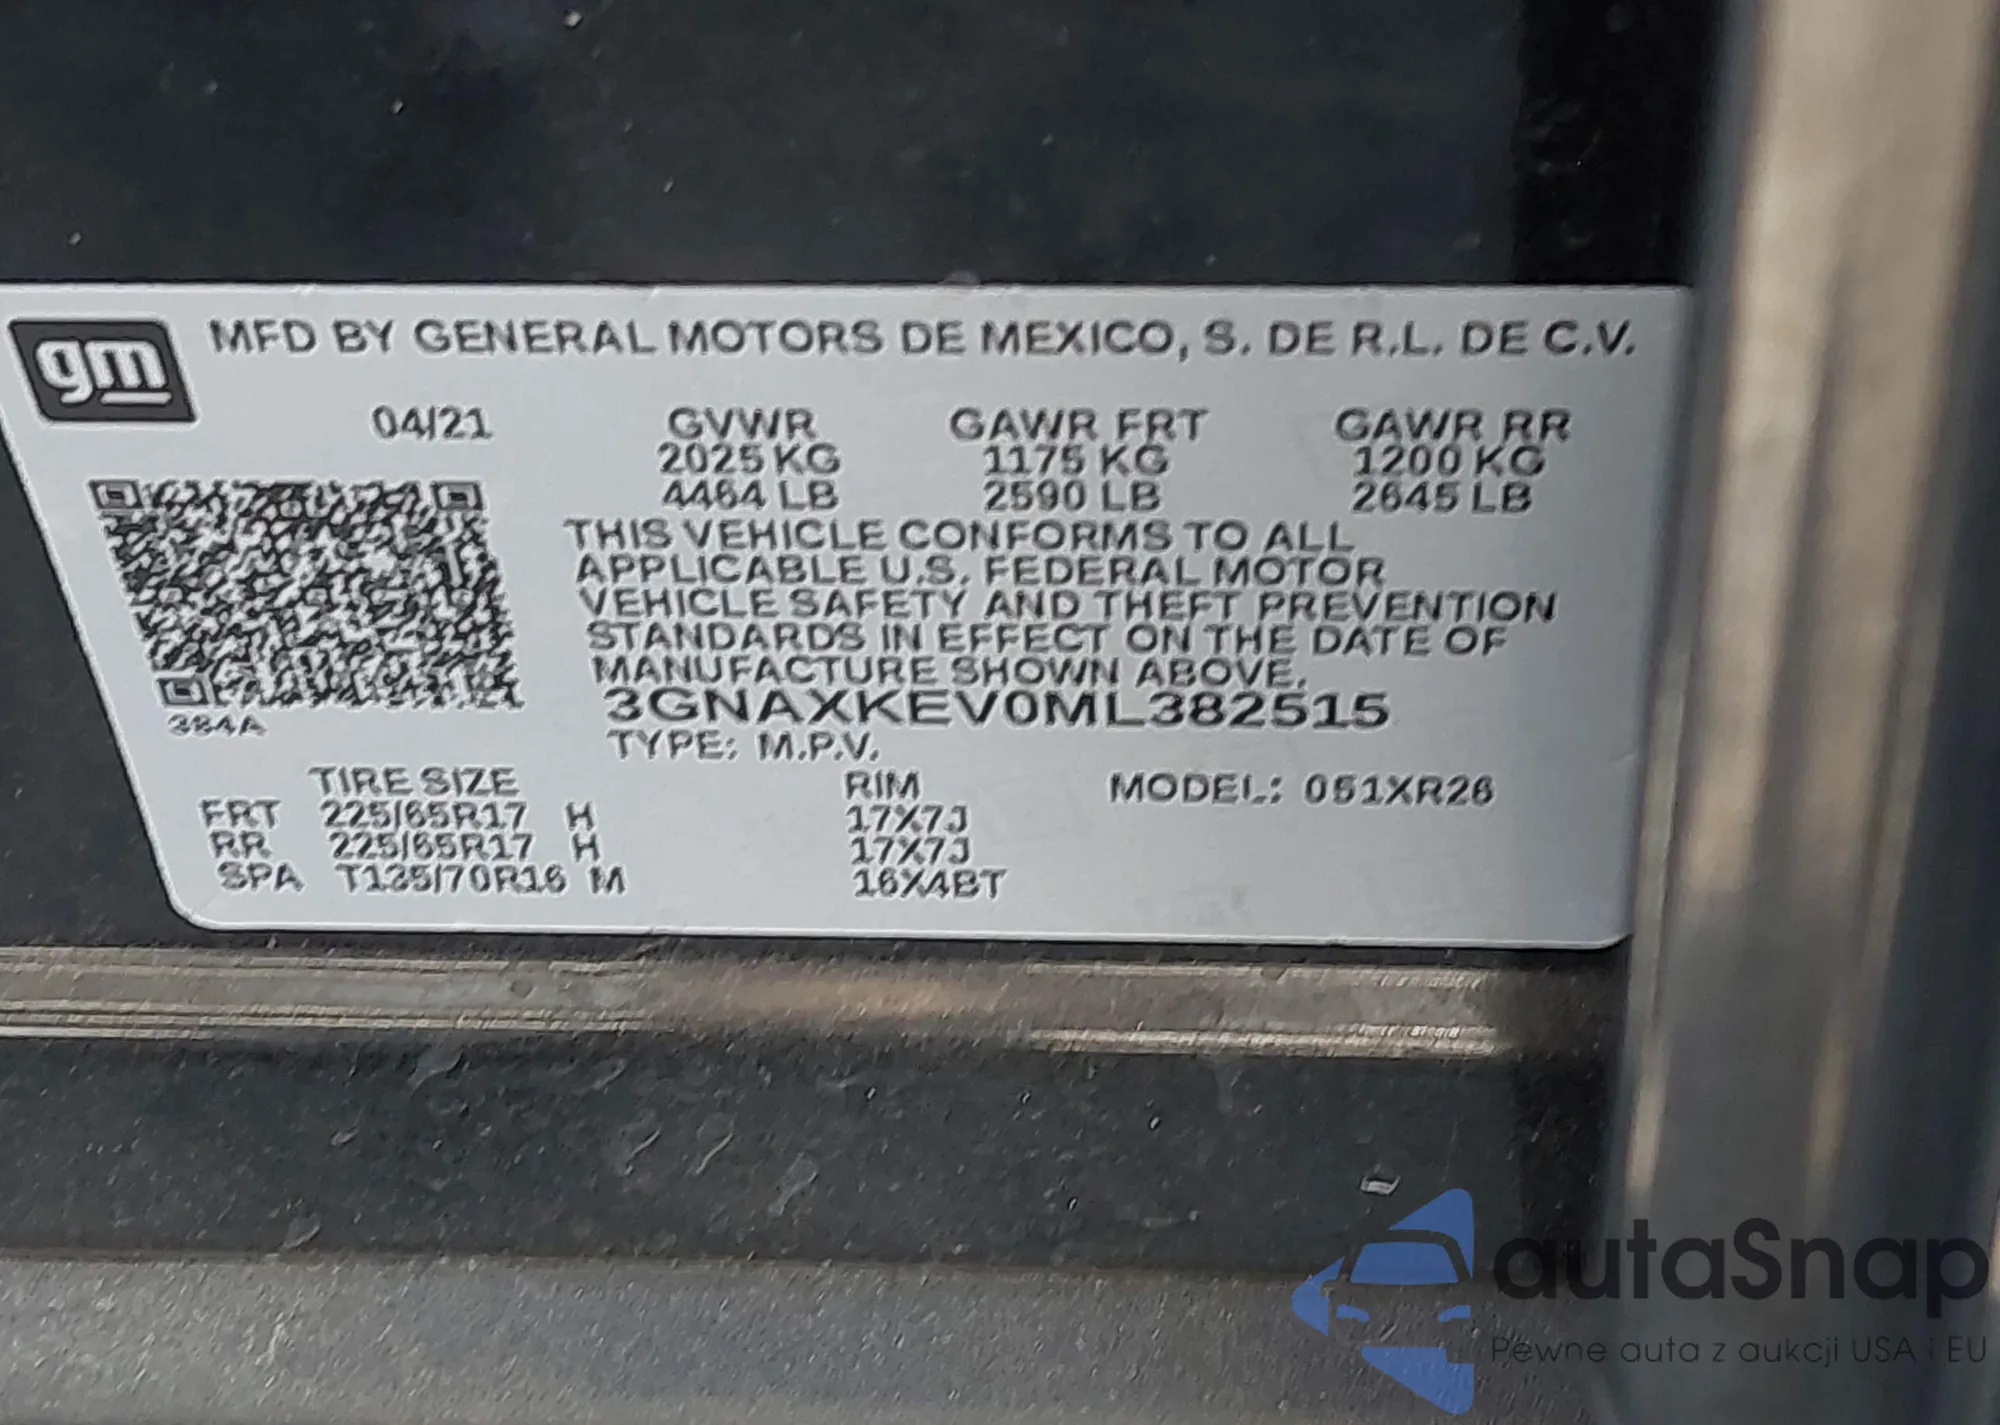 gm MFD BY GENERAL MOTORS DE MEXICO, S. DE R.L. DE C.V.
04/21 GVWR GAWR FRT GAWR RR
2025 KG 1175 KG 1200 KG
4464 LB 2590 LB 2645 LB
THIS VEHICLE CONFORMS TO ALL
APPLICABLE U.S. FEDERAL MOTOR
VEHICLE SAFETY AND THEFT PREVENTION
STANDARDS IN EFFECT ON THE DATE OF
MANUFACTURE SHOWN ABOVE.
3GNAXKEV0ML382515
384A
TYPE: M.P.V.
TIRE SIZE RIM MODEL: 051XR26
FRT 225/65R17 H 17X7J
RR 225/65R17 H 17X7J
SPA T135/70R16 M 16X4BT
autaSnap
Pewne auta z aukcji USA i EU